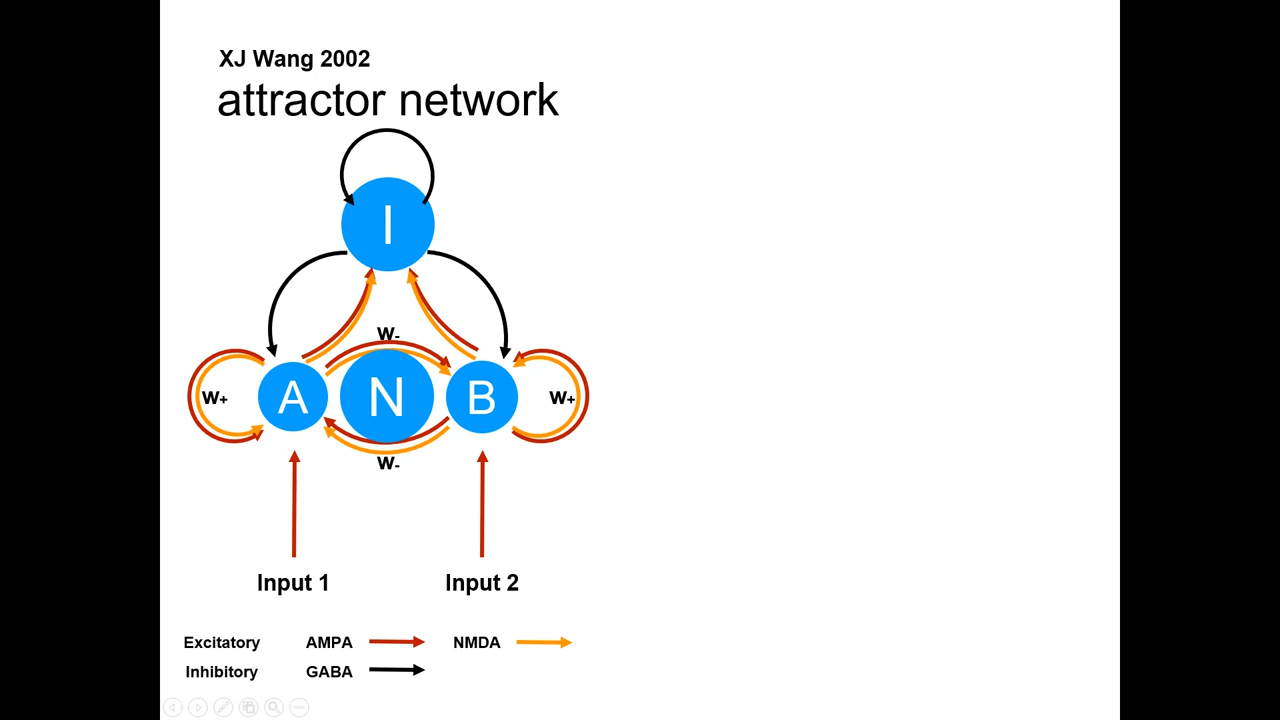 XJ Wang 2002
attractor network
I
W-
W+ A N B W+
W-
Input 1 Input 2
Excitatory AMPA NMDA
Inhibitory GABA